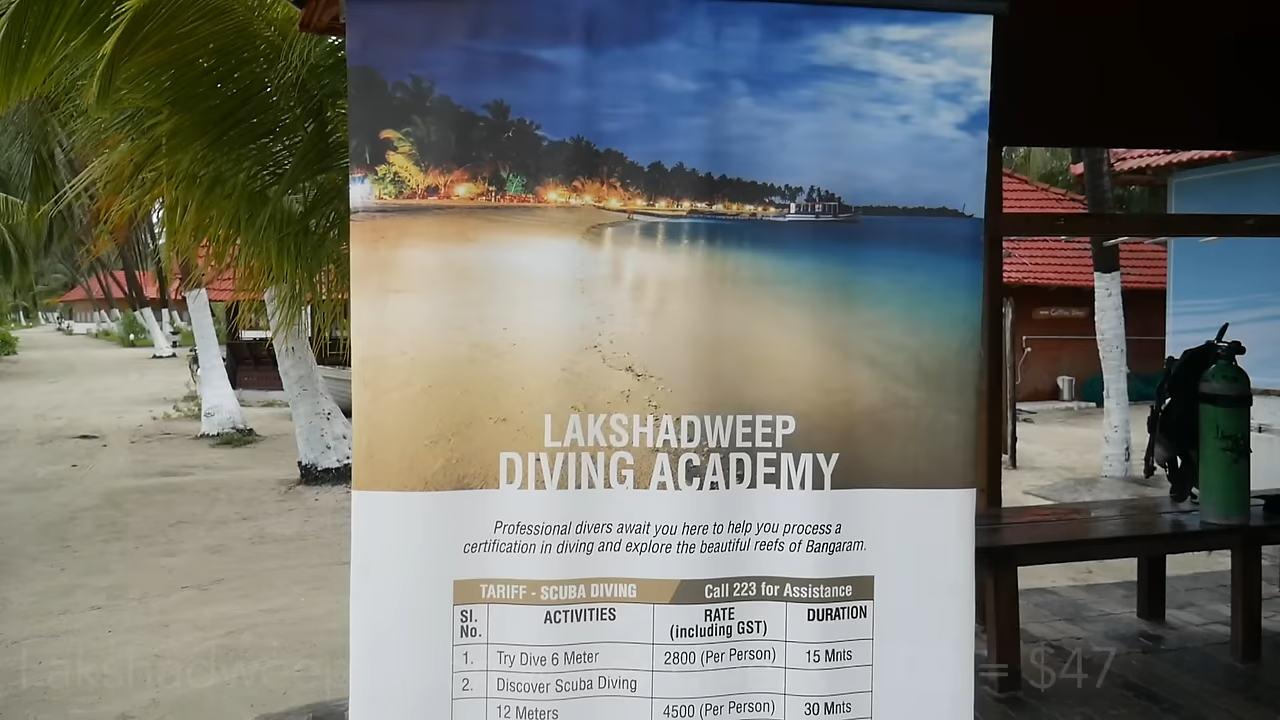 LAKSHADWEEP
DIVING ACADEMY
Professional divers await you here to help you process a
certification in diving and explore the beautiful reefs of Bangaram.
TARIFF - SCUBA DIVING Call 223 for Assistance
Sl. No. ACTIVITIES RATE (including GST) DURATION
1. Try Dive 6 Meter 2800 (Per Person) 15 Mnts
2. Discover Scuba Diving
12 Meters 4500 (Per Person) 30 Mnts
Lakshadweep = $47